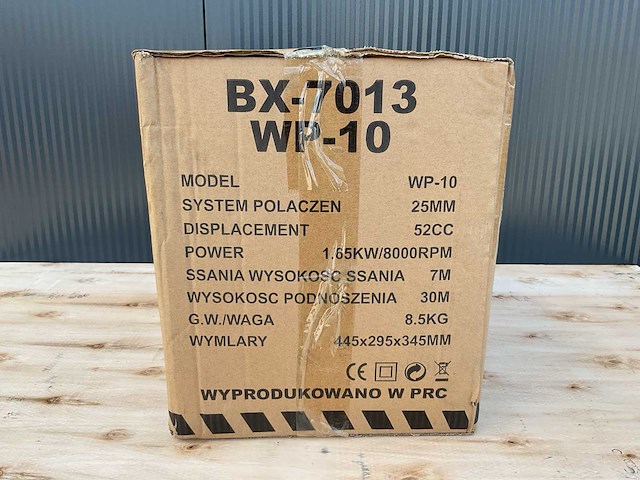 BX-7013
WP-10
MODEL WP-10
SYSTEM POLACZEN 25MM
DISPLACEMENT 52CC
POWER 1.65KW/8000RPM
SSANIA WYSOKOSC SSANIA 7M
WYSOKOSC PODNOSZENIA 30M
G.W./WAGA 8.5KG
WYMLARY 445x295x345MM
CE
WYPRODUKOWANO W PRC